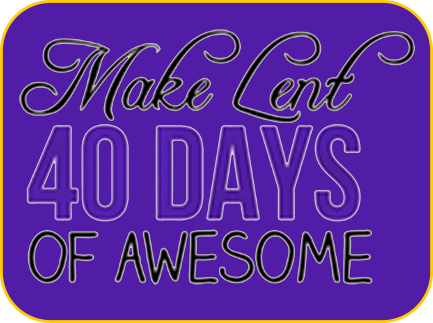 Make Lent
40 DAYS
OF AWESOME